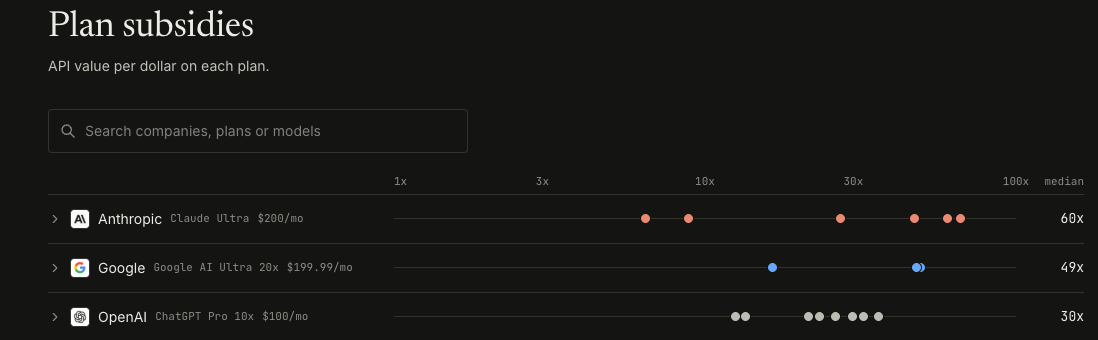 Plan subsidies
API value per dollar on each plan.
Search companies, plans or models
1x 3x 10x 30x 100x median
Anthropic Claude Ultra $200/mo 60x
Google Google AI Ultra 20x $199.99/mo 49x
OpenAI ChatGPT Pro 10x $100/mo 30x